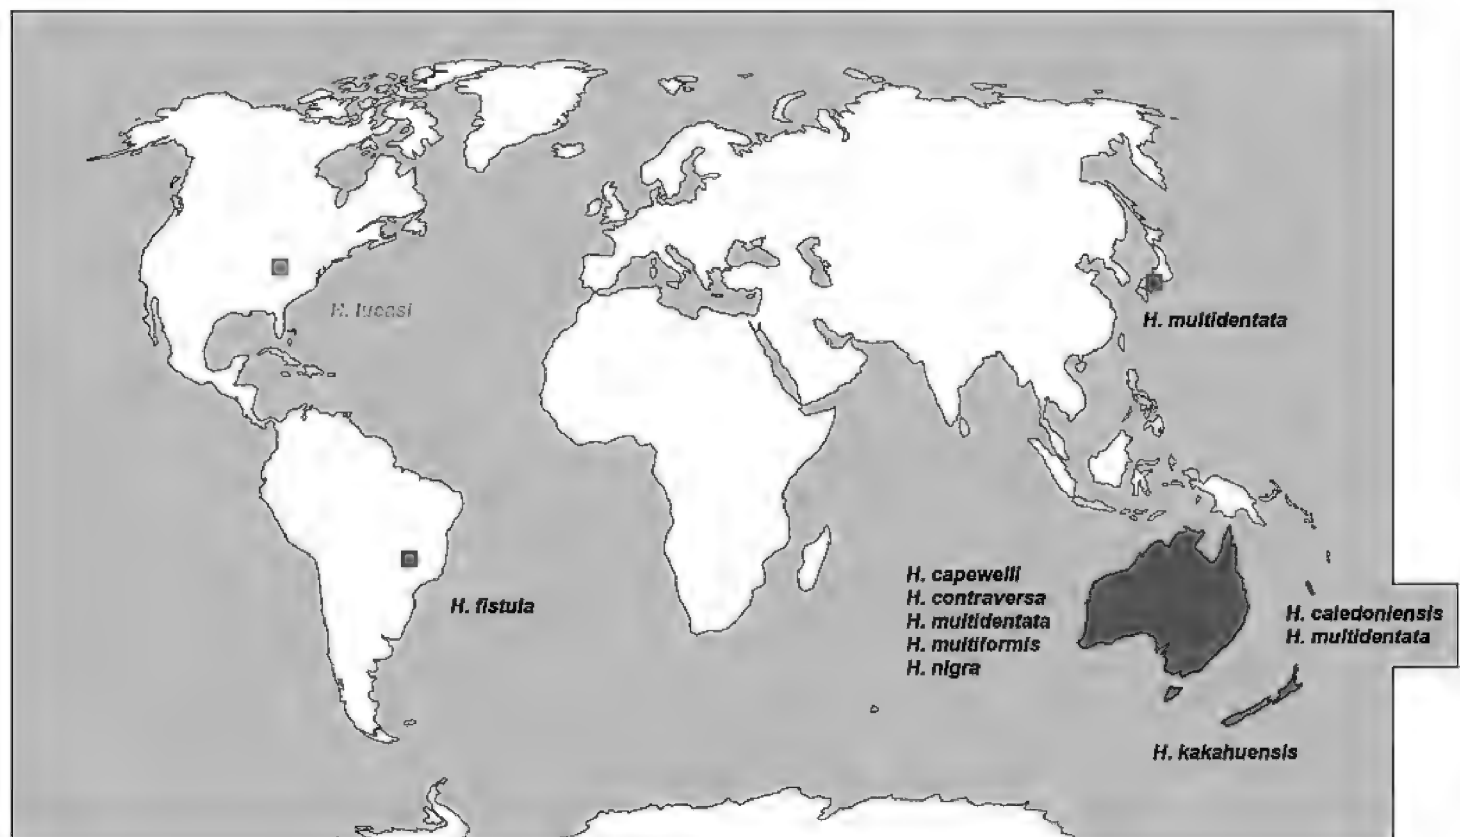 H. lucasi
H. multidentata
H. fistula
H. capewelli
H. contraversa
H. multidentata
H. multiformis
H. nigra
H. caledoniensis
H. multidentata
H. kakahuensis